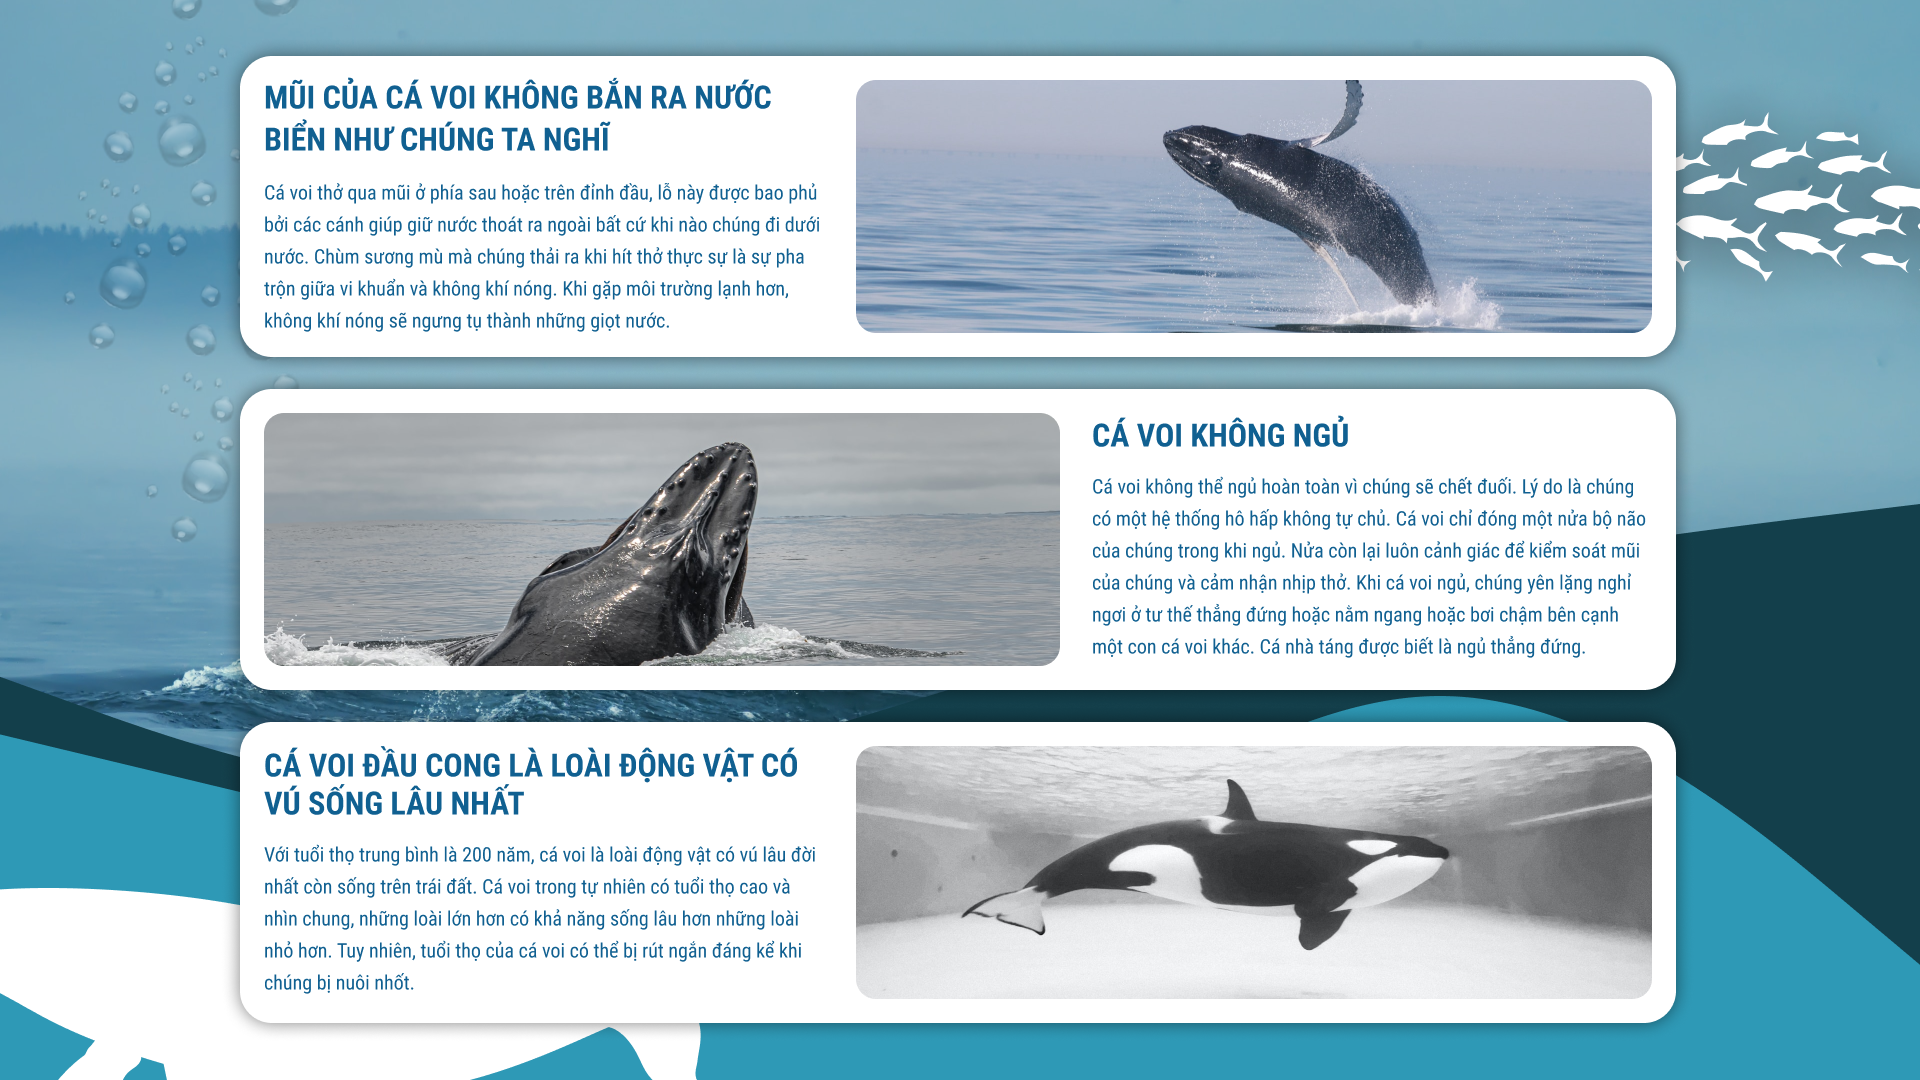 MŨI CỦA CÁ VOI KHÔNG BẮN RA NƯỚC
BIỂN NHƯ CHÚNG TA NGHĨ
Cá voi thở qua mũi ở phía sau hoặc trên đỉnh đầu, lỗ này được bao phủ
bởi các cánh giúp giữ nước thoát ra ngoài bất cứ khi nào chúng đi dưới
nước. Chùm sương mù mà chúng thải ra khi hít thở thực sự là sự pha
trộn giữa vi khuẩn và không khí nóng. Khi gặp môi trường lạnh hơn,
không khí nóng sẽ ngưng tụ thành những giọt nước.
CÁ VOI KHÔNG NGỦ
Cá voi không thể ngủ hoàn toàn vì chúng sẽ chết đuối. Lý do là chúng
có một hệ thống hô hấp không tự chủ. Cá voi chỉ đóng một nửa bộ não
của chúng trong khi ngủ. Nửa còn lại luôn cảnh giác để kiểm soát mũi
của chúng và cảm nhận nhịp thở. Khi cá voi ngủ, chúng yên lặng nghỉ
ngơi ở tư thế thẳng đứng hoặc nằm ngang hoặc bơi chậm bên cạnh
một con cá voi khác. Cá nhà táng được biết là ngủ thẳng đứng.
CÁ VOI ĐẦU CONG LÀ LOÀI ĐỘNG VẬT CÓ
VÚ SỐNG LÂU NHẤT
Với tuổi thọ trung bình là 200 năm, cá voi là loài động vật có vú lâu đời
nhất còn sống trên trái đất. Cá voi trong tự nhiên có tuổi thọ cao và
nhìn chung, những loài lớn hơn có khả năng sống lâu hơn những loài
nhỏ hơn. Tuy nhiên, tuổi thọ của cá voi có thể bị rút ngắn đáng kể khi
chúng bị nuôi nhốt.